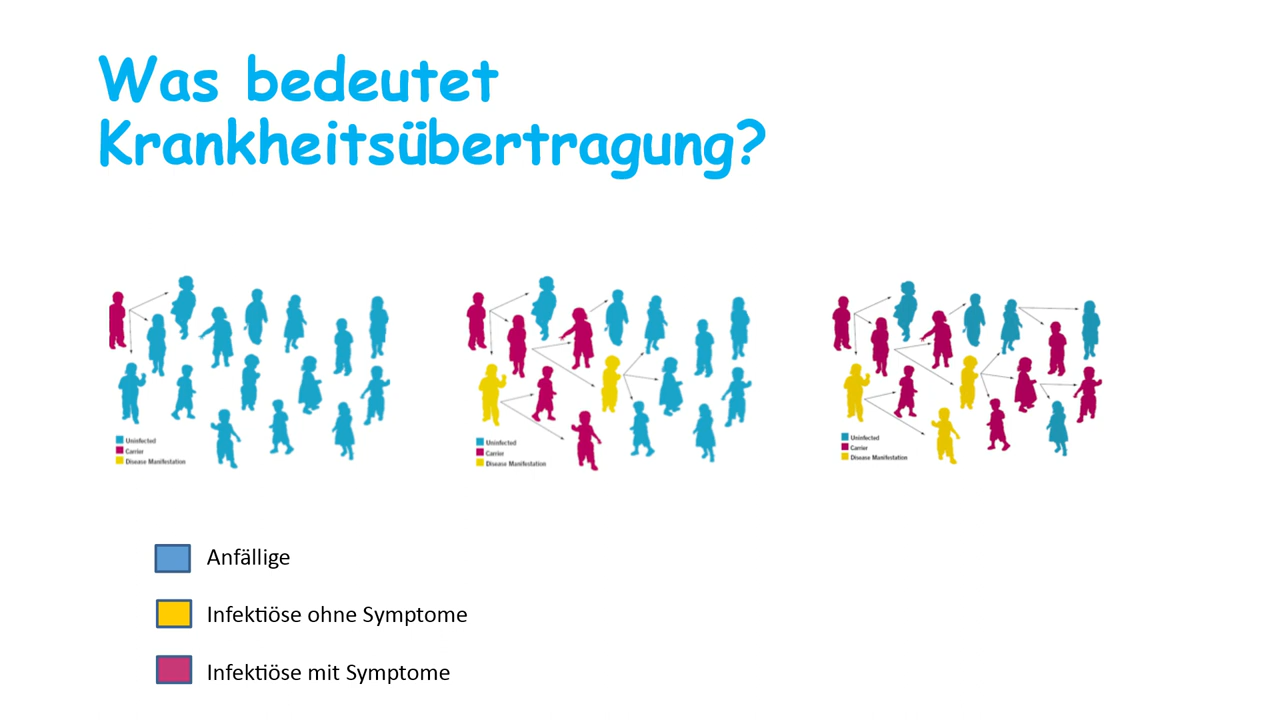 Was bedeutet
Krankheitsübertragung?
Uninfected
Carrier
Disease Manifestation
Uninfected
Carrier
Disease Manifestation
Uninfected
Carrier
Disease Manifestation
Anfällige
Infektiöse ohne Symptome
Infektiöse mit Symptome